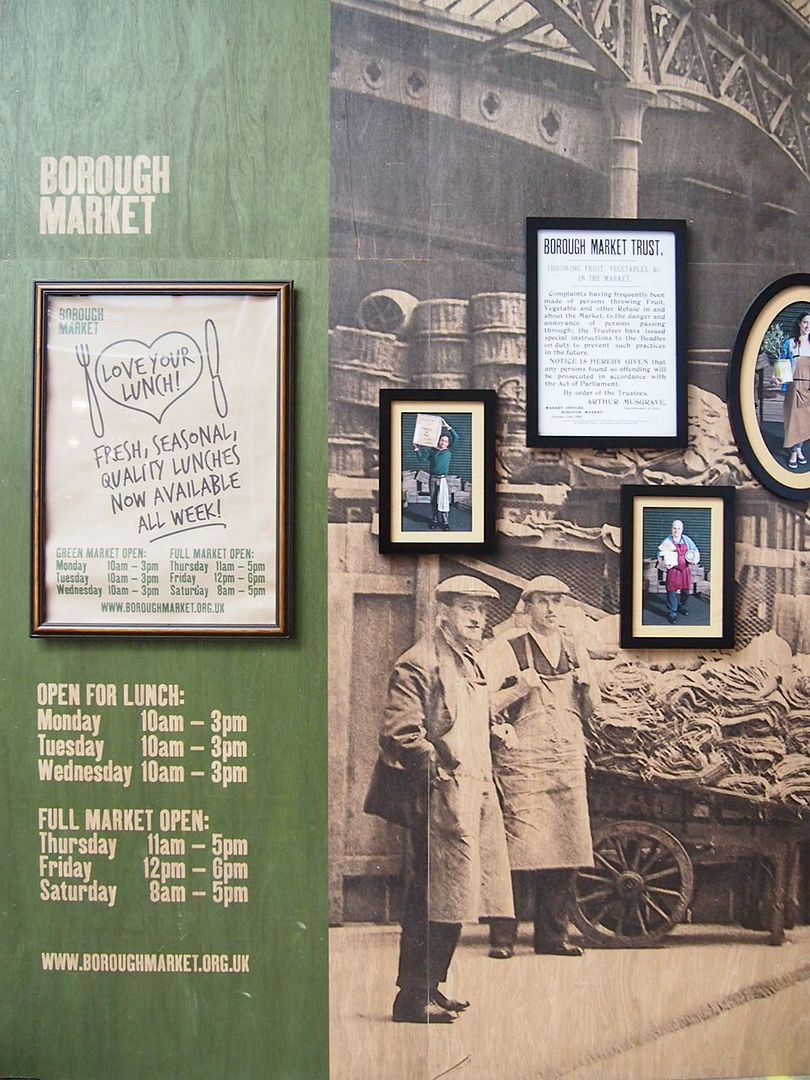 BOROUGH
MARKET
BOROUGH
MARKET
LOVE YOUR
LUNCH!
FRESH, SEASONAL,
QUALITY LUNCHES
NOW AVAILABLE
ALL WEEK!
GREEN MARKET OPEN:
Monday 10am – 3pm
Tuesday 10am – 3pm
Wednesday 10am – 3pm
FULL MARKET OPEN:
Thursday 11am – 5pm
Friday 12pm – 6pm
Saturday 8am – 5pm
WWW.BOROUGHMARKET.ORG.UK
OPEN FOR LUNCH:
Monday 10am – 3pm
Tuesday 10am – 3pm
Wednesday 10am – 3pm
FULL MARKET OPEN:
Thursday 11am – 5pm
Friday 12pm – 6pm
Saturday 8am – 5pm
WWW.BOROUGHMARKET.ORG.UK
BOROUGH MARKET TRUST.
THROWING FRUIT, VEGETABLES, &C.
IN THE MARKET.
Complaints having frequently been
made of persons throwing Fruit,
Vegetable and other Refuse in and
about the Market, to the danger and
annoyance of persons passing
through; the Trustees have issued
special instructions to the Beadles
on duty to prevent such practices
in the future.
NOTICE IS HEREBY GIVEN that
any persons found so offending will
be prosecuted in accordance with
the Act of Parliament.
By order of the Trustees,
ARTHUR MUSGRAVE,
MARKET OFFICES,
BOROUGH MARKET